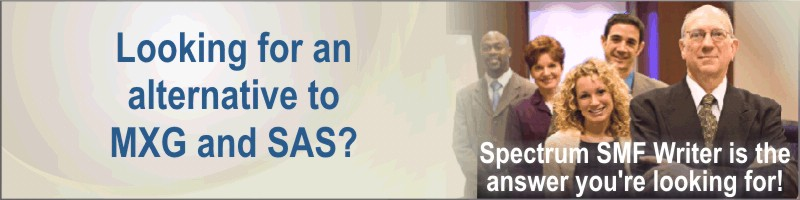 Looking for an
alternative to
MXG and SAS?
Spectrum SMF Writer is the
answer you're looking for!